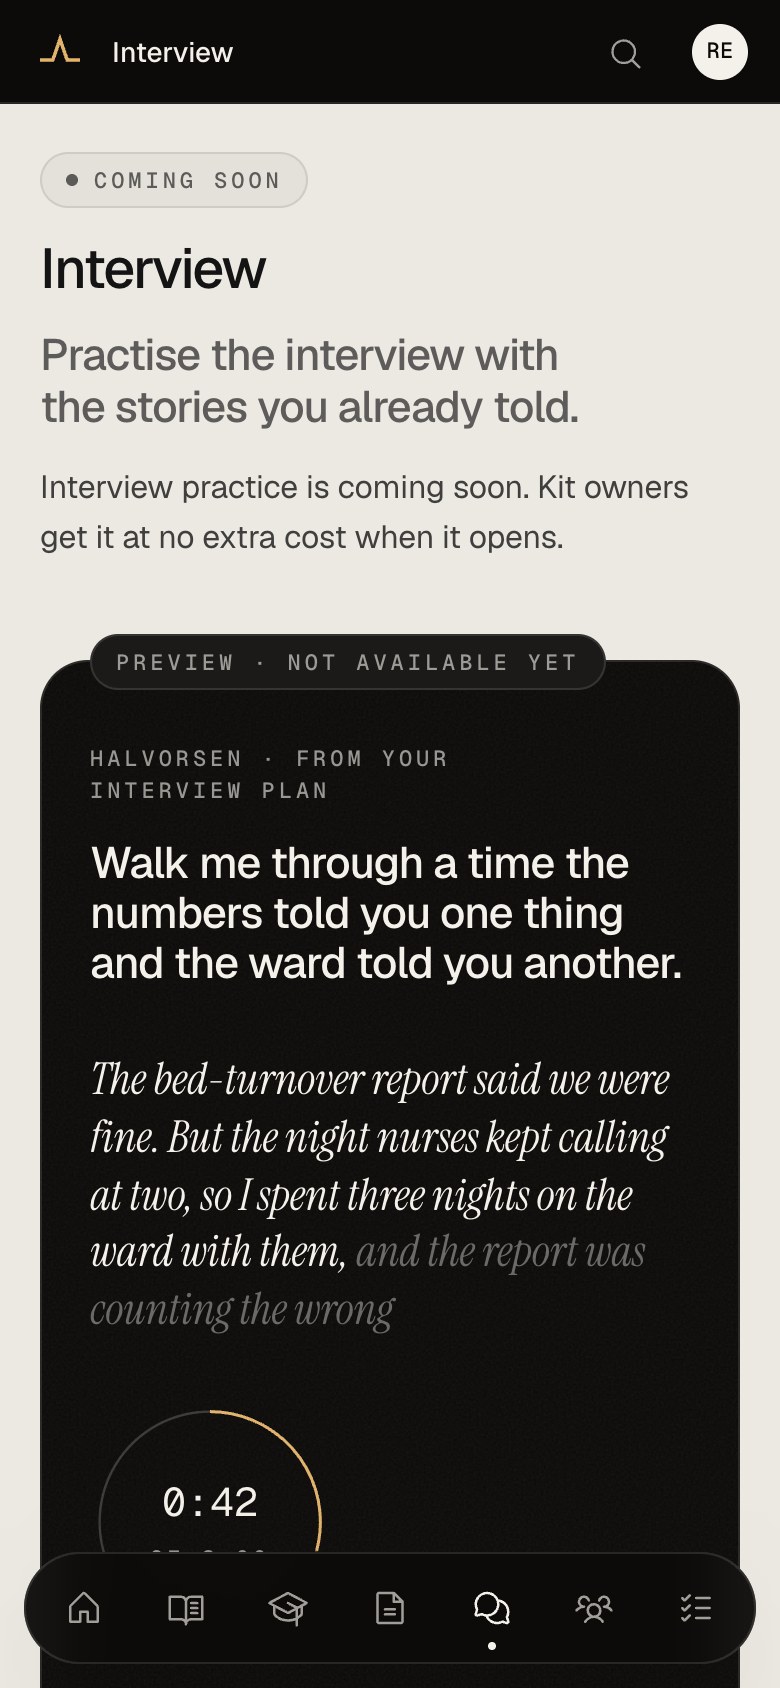 Interview
RE
COMING SOON
Interview
Practise the interview with
the stories you already told.
Interview practice is coming soon. Kit owners
get it at no extra cost when it opens.
PREVIEW · NOT AVAILABLE YET
HALVORSEN · FROM YOUR
INTERVIEW PLAN
Walk me through a time the
numbers told you one thing
and the ward told you another.
The bed-turnover report said we were
fine. But the night nurses kept calling
at two, so I spent three nights on the
ward with them, and the report was
counting the wrong
0:42